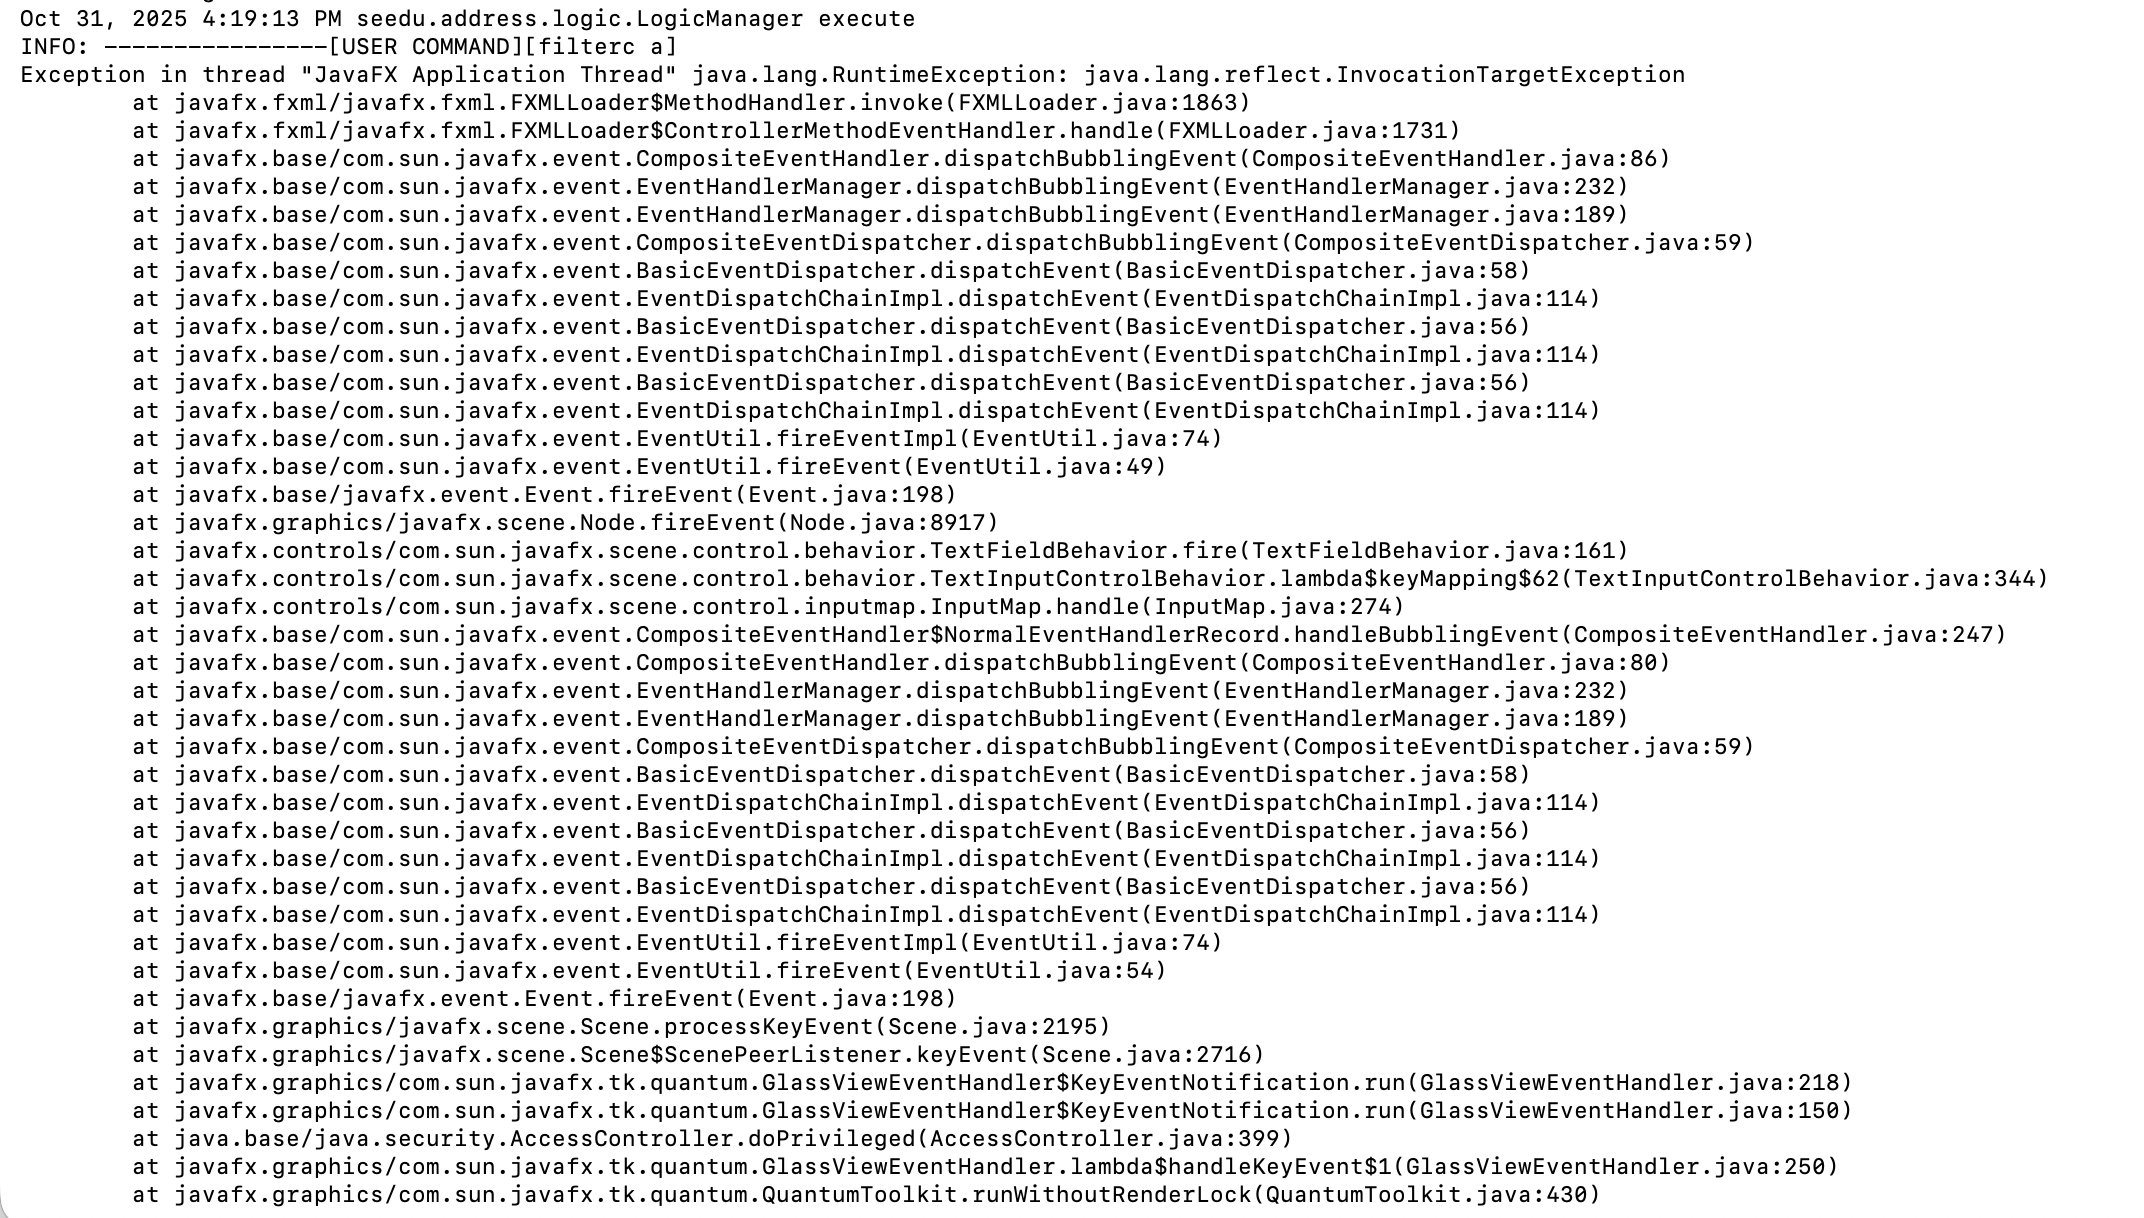 Oct 31, 2025 4:19:13 PM seedu.address.logic.LogicManager execute
INFO: ----------------[USER COMMAND][filterc a]
Exception in thread "JavaFX Application Thread" java.lang.RuntimeException: java.lang.reflect.InvocationTargetException
at javafx.fxml/javafx.fxml.FXMLLoader$MethodHandler.invoke(FXMLLoader.java:1863)
at javafx.fxml/javafx.fxml.FXMLLoader$ControllerMethodEventHandler.handle(FXMLLoader.java:1731)
at javafx.base/com.sun.javafx.event.CompositeEventHandler.dispatchBubblingEvent(CompositeEventHandler.java:86)
at javafx.base/com.sun.javafx.event.EventHandlerManager.dispatchBubblingEvent(EventHandlerManager.java:232)
at javafx.base/com.sun.javafx.event.EventHandlerManager.dispatchBubblingEvent(EventHandlerManager.java:189)
at javafx.base/com.sun.javafx.event.CompositeEventDispatcher.dispatchBubblingEvent(CompositeEventDispatcher.java:59)
at javafx.base/com.sun.javafx.event.BasicEventDispatcher.dispatchEvent(BasicEventDispatcher.java:58)
at javafx.base/com.sun.javafx.event.EventDispatchChainImpl.dispatchEvent(EventDispatchChainImpl.java:114)
at javafx.base/com.sun.javafx.event.BasicEventDispatcher.dispatchEvent(BasicEventDispatcher.java:56)
at javafx.base/com.sun.javafx.event.EventDispatchChainImpl.dispatchEvent(EventDispatchChainImpl.java:114)
at javafx.base/com.sun.javafx.event.BasicEventDispatcher.dispatchEvent(BasicEventDispatcher.java:56)
at javafx.base/com.sun.javafx.event.EventDispatchChainImpl.dispatchEvent(EventDispatchChainImpl.java:114)
at javafx.base/com.sun.javafx.event.EventUtil.fireEventImpl(EventUtil.java:74)
at javafx.base/com.sun.javafx.event.EventUtil.fireEvent(EventUtil.java:49)
at javafx.base/javafx.event.Event.fireEvent(Event.java:198)
at javafx.graphics/javafx.scene.Node.fireEvent(Node.java:8917)
at javafx.controls/com.sun.javafx.scene.control.behavior.TextFieldBehavior.fire(TextFieldBehavior.java:161)
at javafx.controls/com.sun.javafx.scene.control.behavior.TextInputControlBehavior.lambda$keyMapping$62(TextInputControlBehavior.java:344)
at javafx.controls/com.sun.javafx.scene.control.inputmap.InputMap.handle(InputMap.java:274)
at javafx.base/com.sun.javafx.event.CompositeEventHandler$NormalEventHandlerRecord.handleBubblingEvent(CompositeEventHandler.java:247)
at javafx.base/com.sun.javafx.event.CompositeEventHandler.dispatchBubblingEvent(CompositeEventHandler.java:80)
at javafx.base/com.sun.javafx.event.EventHandlerManager.dispatchBubblingEvent(EventHandlerManager.java:232)
at javafx.base/com.sun.javafx.event.EventHandlerManager.dispatchBubblingEvent(EventHandlerManager.java:189)
at javafx.base/com.sun.javafx.event.CompositeEventDispatcher.dispatchBubblingEvent(CompositeEventDispatcher.java:59)
at javafx.base/com.sun.javafx.event.BasicEventDispatcher.dispatchEvent(BasicEventDispatcher.java:58)
at javafx.base/com.sun.javafx.event.EventDispatchChainImpl.dispatchEvent(EventDispatchChainImpl.java:114)
at javafx.base/com.sun.javafx.event.BasicEventDispatcher.dispatchEvent(BasicEventDispatcher.java:56)
at javafx.base/com.sun.javafx.event.EventDispatchChainImpl.dispatchEvent(EventDispatchChainImpl.java:114)
at javafx.base/com.sun.javafx.event.BasicEventDispatcher.dispatchEvent(BasicEventDispatcher.java:56)
at javafx.base/com.sun.javafx.event.EventDispatchChainImpl.dispatchEvent(EventDispatchChainImpl.java:114)
at javafx.base/com.sun.javafx.event.EventUtil.fireEventImpl(EventUtil.java:74)
at javafx.base/com.sun.javafx.event.EventUtil.fireEvent(EventUtil.java:54)
at javafx.base/javafx.event.Event.fireEvent(Event.java:198)
at javafx.graphics/javafx.scene.Scene.processKeyEvent(Scene.java:2195)
at javafx.graphics/javafx.scene.Scene$ScenePeerListener.keyEvent(Scene.java:2716)
at javafx.graphics/com.sun.javafx.tk.quantum.GlassViewEventHandler$KeyEventNotification.run(GlassViewEventHandler.java:218)
at javafx.graphics/com.sun.javafx.tk.quantum.GlassViewEventHandler$KeyEventNotification.run(GlassViewEventHandler.java:150)
at java.base/java.security.AccessController.doPrivileged(AccessController.java:399)
at javafx.graphics/com.sun.javafx.tk.quantum.GlassViewEventHandler.lambda$handleKeyEvent$1(GlassViewEventHandler.java:250)
at javafx.graphics/com.sun.javafx.tk.quantum.QuantumToolkit.runWithoutRenderLock(QuantumToolkit.java:430)